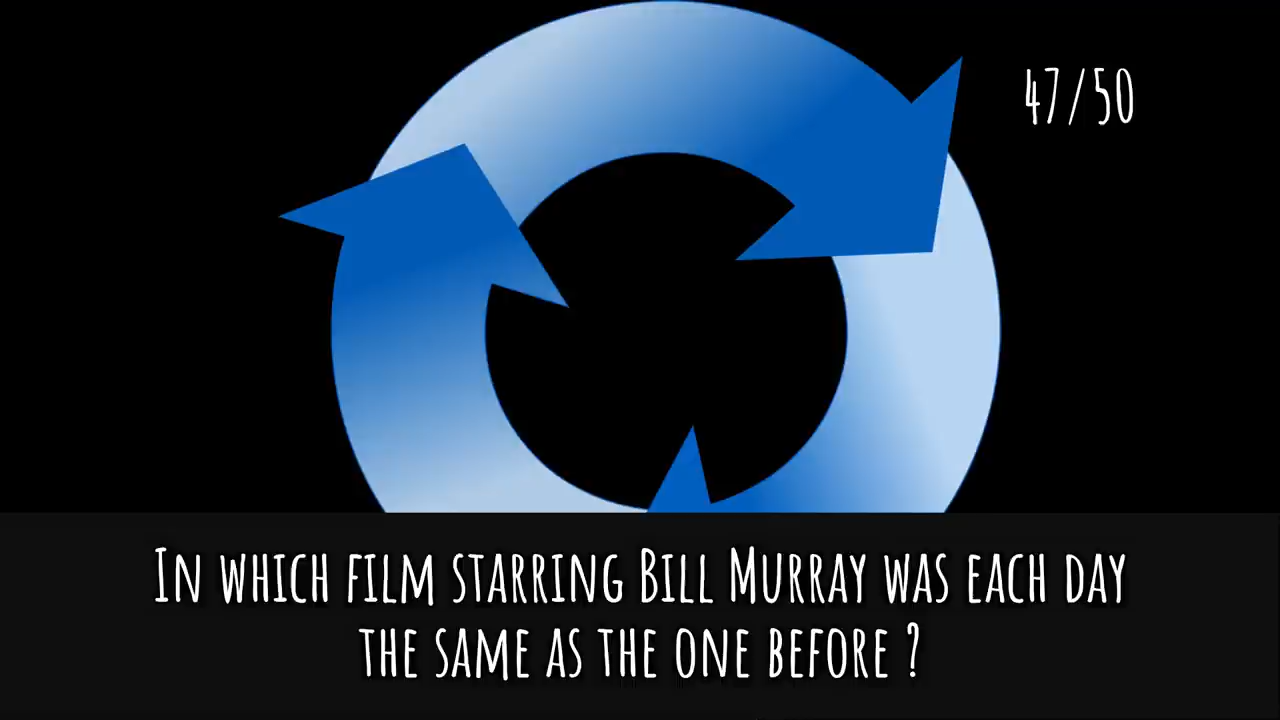 47/50
In which film starring Bill Murray was each day
the same as the one before ?